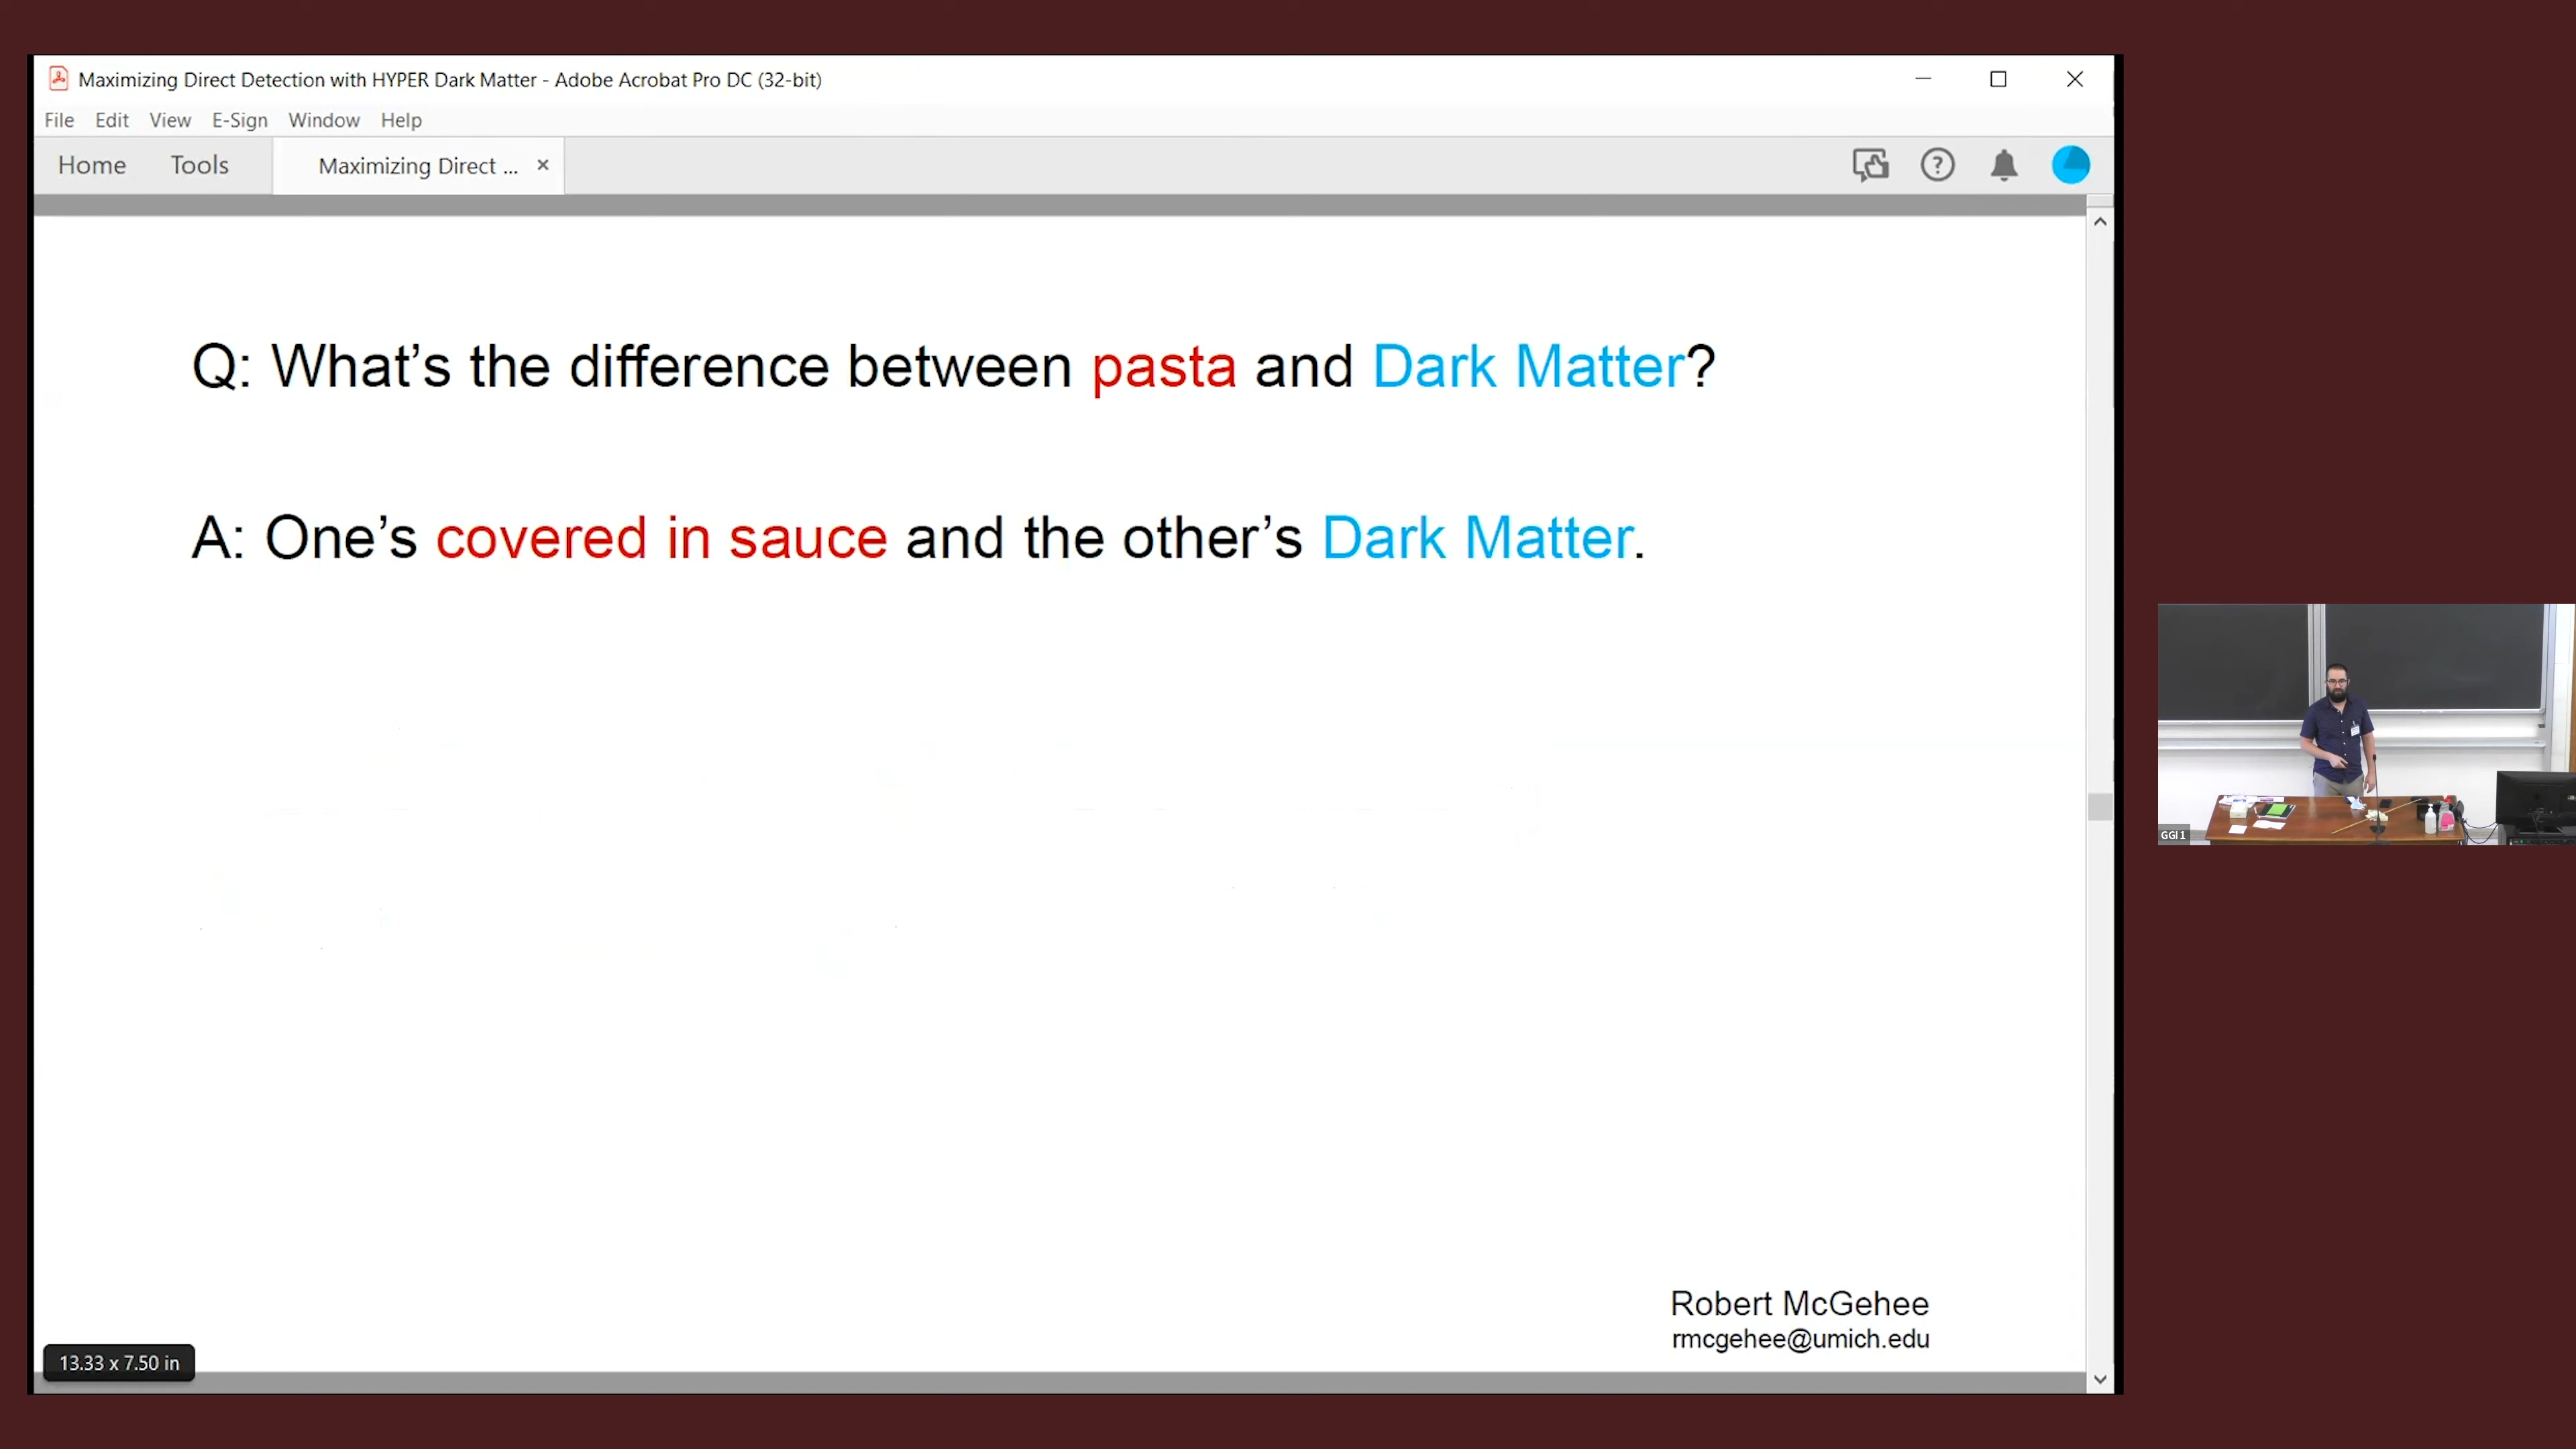 Maximizing Direct Detection with HYPER Dark Matter - Adobe Acrobat Pro DC (32-bit)
File Edit View E-Sign Window Help
Home Tools Maximizing Direct ...
Q: What’s the difference between pasta and Dark Matter?
A: One’s covered in sauce and the other’s Dark Matter.
GGI 1
Robert McGehee
rmcgehee@umich.edu
13.33 x 7.50 in